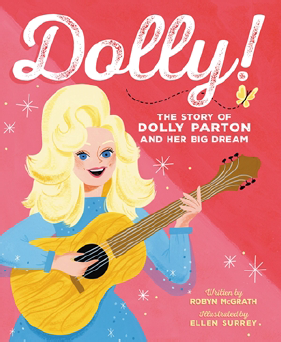 Dolly!
THE STORY OF
DOLLY PARTON
AND HER BIG DREAM
Written by
ROBYN McGRATH
Illustrated by
ELLEN SURREY